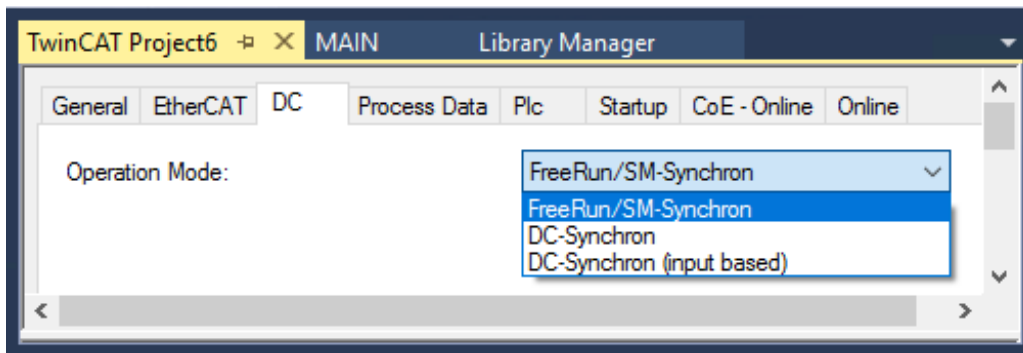 TwinCAT Project6 MAIN Library Manager
General EtherCAT DC Process Data Plc Startup CoE - Online Online
Operation Mode: FreeRun/SM-Synchron
FreeRun/SM-Synchron
DC-Synchron
DC-Synchron (input based)